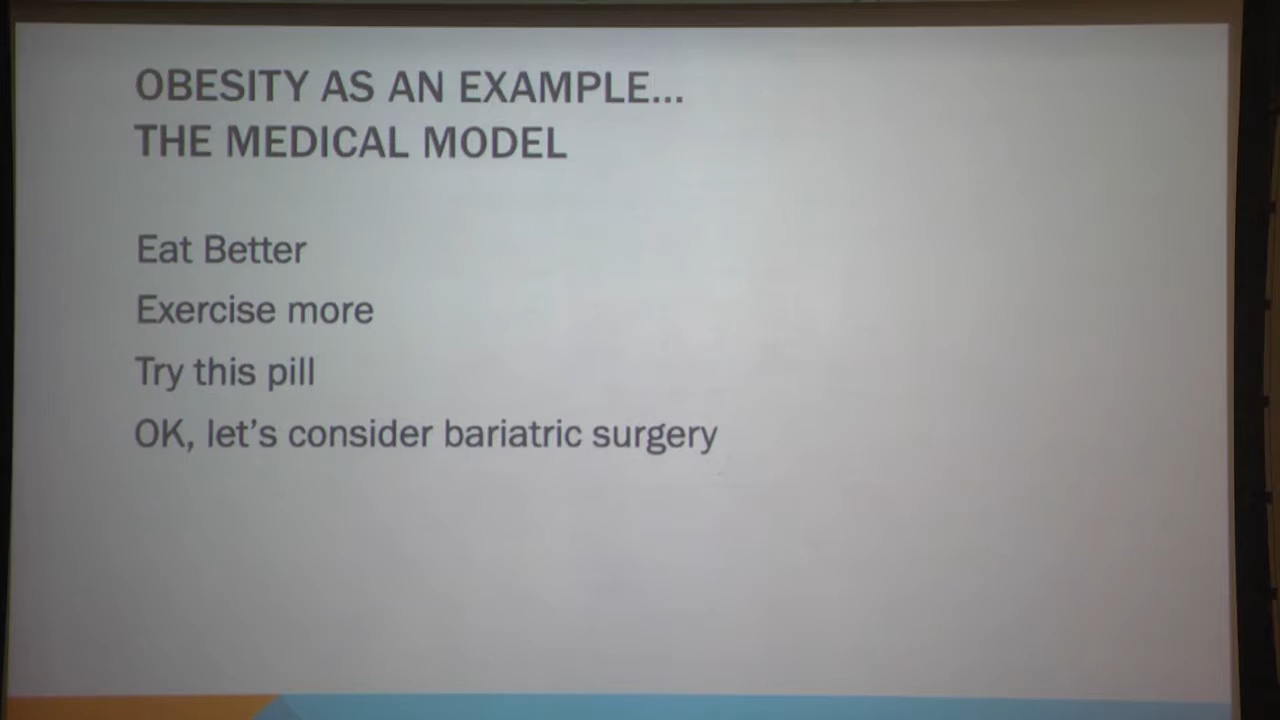 OBESITY AS AN EXAMPLE...
THE MEDICAL MODEL
Eat Better
Exercise more
Try this pill
OK, let's consider bariatric surgery